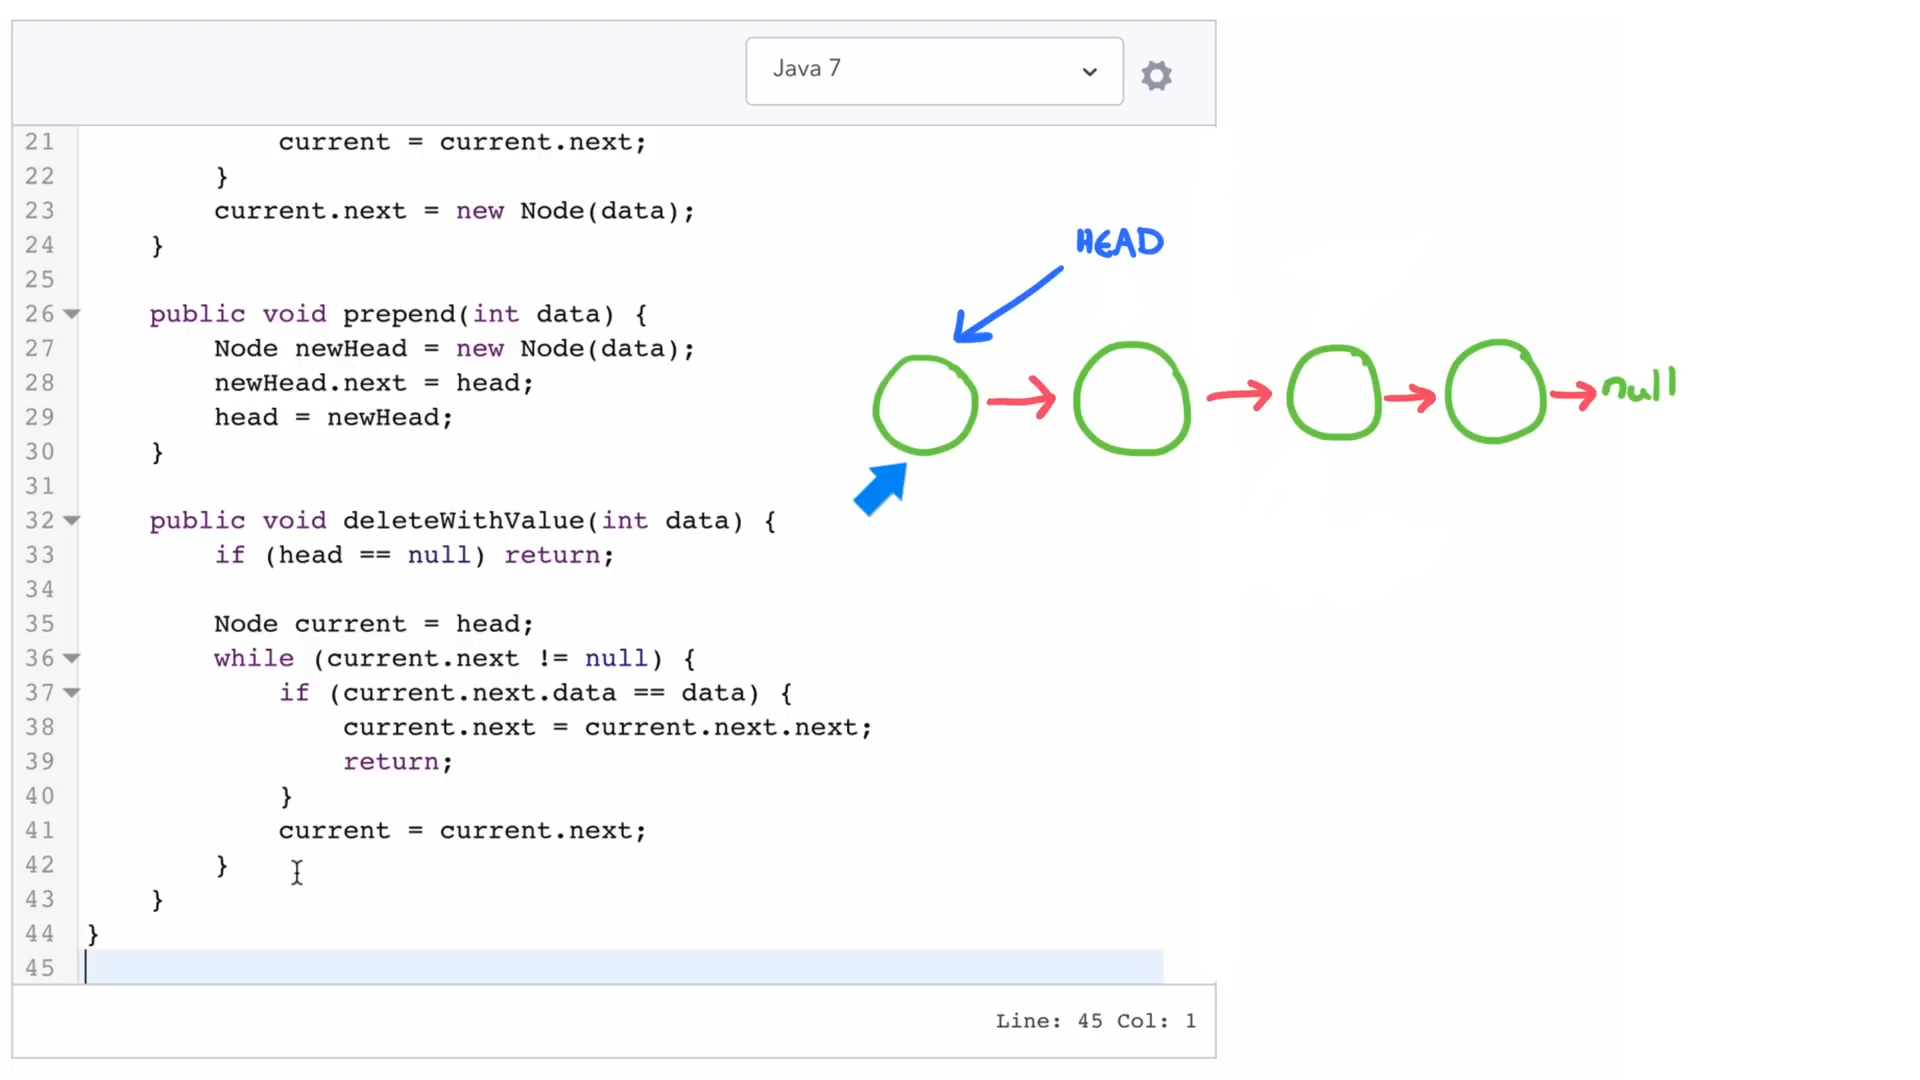 Java 7
21 current = current.next;
22 }
23 current.next = new Node(data);
24 }
25
26 public void prepend(int data) {
27 Node newHead = new Node(data);
28 newHead.next = head;
29 head = newHead;
30 }
31
32 public void deleteWithValue(int data) {
33 if (head == null) return;
34
35 Node current = head;
36 while (current.next != null) {
37 if (current.next.data == data) {
38 current.next = current.next.next;
39 return;
40 }
41 current = current.next;
42 }
43 }
44 }
45
HEAD
null
Line: 45 Col: 1